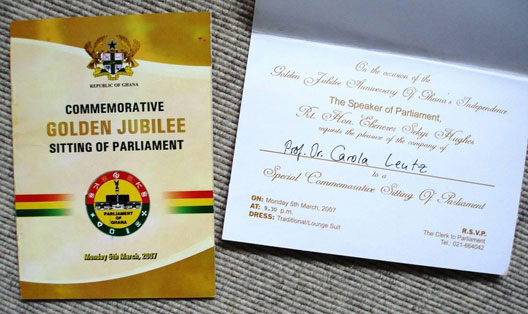 REPUBLIC OF GHANA
COMMEMORATIVE
GOLDEN JUBILEE
SITTING OF PARLIAMENT
PARLIAMENT
OF
GHANA
Monday 5th March, 2007
On the occasion of the
Golden Jubilee Anniversary Of Ghana's Independence
The Speaker of Parliament,
Rt. Hon. Ebenezer Sekyi Hughes
requests the pleasure of the company of
Prof. Dr. Carola Lentz
to a
Special Commemorative Sitting Of Parliament
ON: Monday 5th March, 2007
AT: 9.30 p.m.
DRESS: Traditional/Lounge Suit
R.S.V.P.
The Clerk to Parliament
Tel.: 021-664042